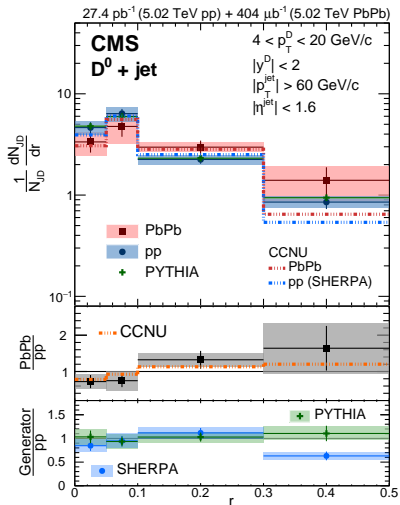 27.4 pb⁻¹ (5.02 TeV pp) + 404 μb⁻¹ (5.02 TeV PbPb)
CMS
D⁰ + jet
4 < p_T^D < 20 GeV/c
|y^D| < 2
|p_T^jet| > 60 GeV/c
|η^jet| < 1.6
10
1
10⁻¹
1/N_JD dN_JD/dr
PbPb
pp
PYTHIA
CCNU
PbPb
pp (SHERPA)
PbPb/pp
2
1
CCNU
Generator/pp
1.5
1
0.5
0
PYTHIA
SHERPA
0 0.1 0.2 0.3 0.4 0.5
r